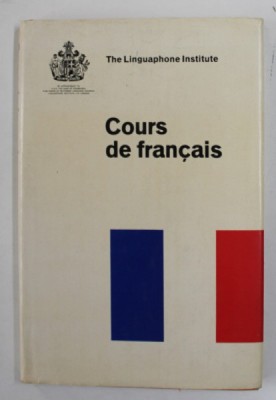 The Linguaphone Institute
Cours
de français